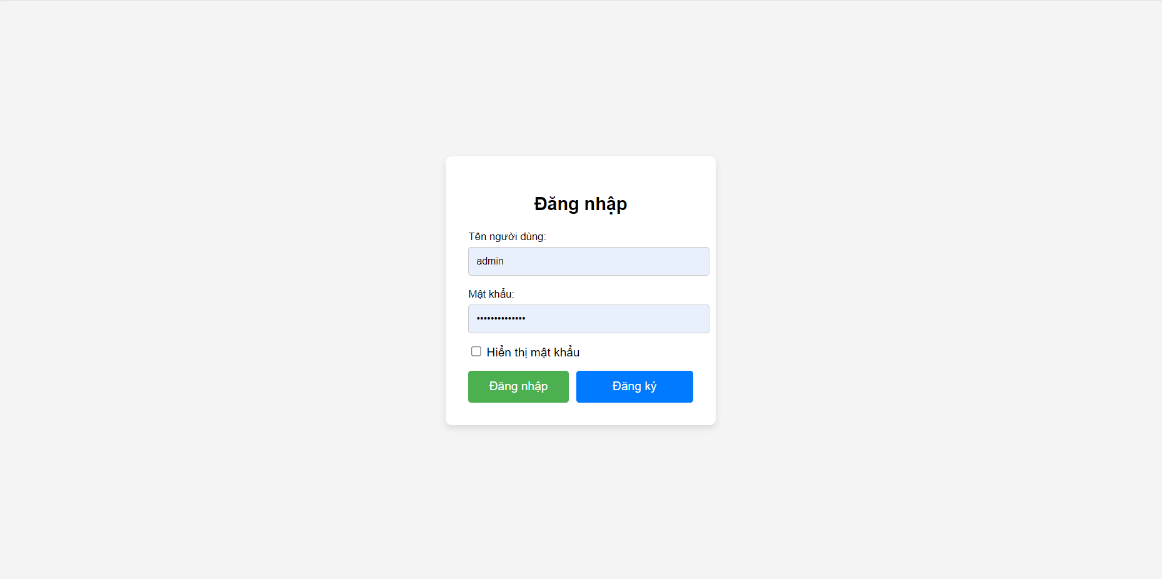 Đăng nhập
Tên người dùng:
admin
Mật khẩu:
••••••••••••••
Hiển thị mật khẩu
Đăng nhập Đăng ký